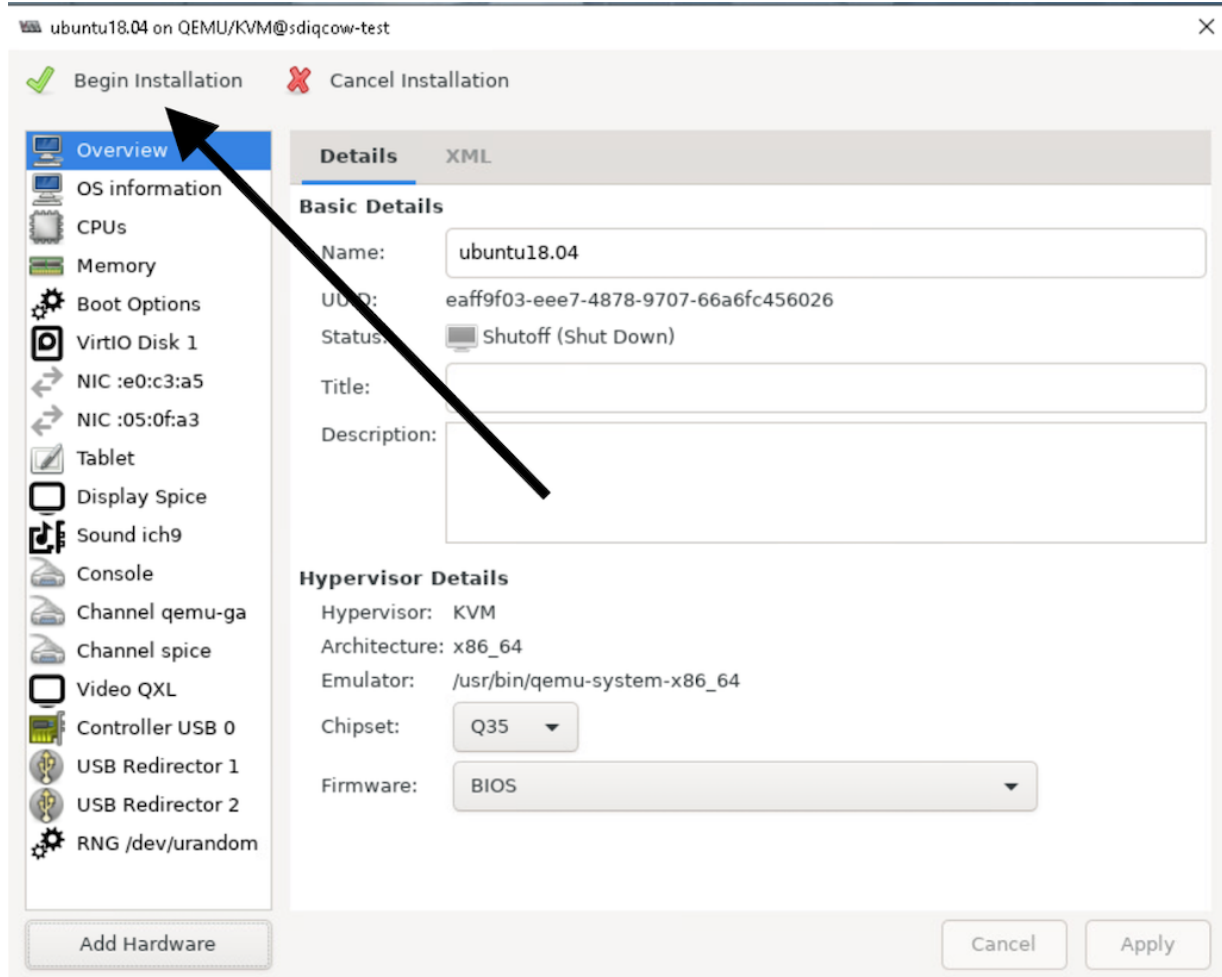 ubuntu18.04 on QEMU/KVM@sdiqcow-test
Begin Installation
Cancel Installation
Overview
OS information
CPUs
Memory
Boot Options
VirtIO Disk 1
NIC :e0:c3:a5
NIC :05:0f:a3
Tablet
Display Spice
Sound ich9
Console
Channel qemu-ga
Channel spice
Video QXL
Controller USB 0
USB Redirector 1
USB Redirector 2
RNG /dev/urandom
Add Hardware
Details XML
Basic Details
Name: ubuntu18.04
UUID: eaff9f03-eee7-4878-9707-66a6fc456026
Status: Shutoff (Shut Down)
Title:
Description:
Hypervisor Details
Hypervisor: KVM
Architecture: x86_64
Emulator: /usr/bin/qemu-system-x86_64
Chipset: Q35
Firmware: BIOS
Cancel Apply